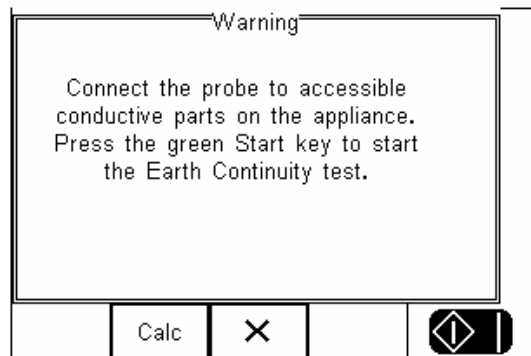 Warning
Connect the probe to accessible
conductive parts on the appliance.
Press the green Start key to start
the Earth Continuity test.
Calc